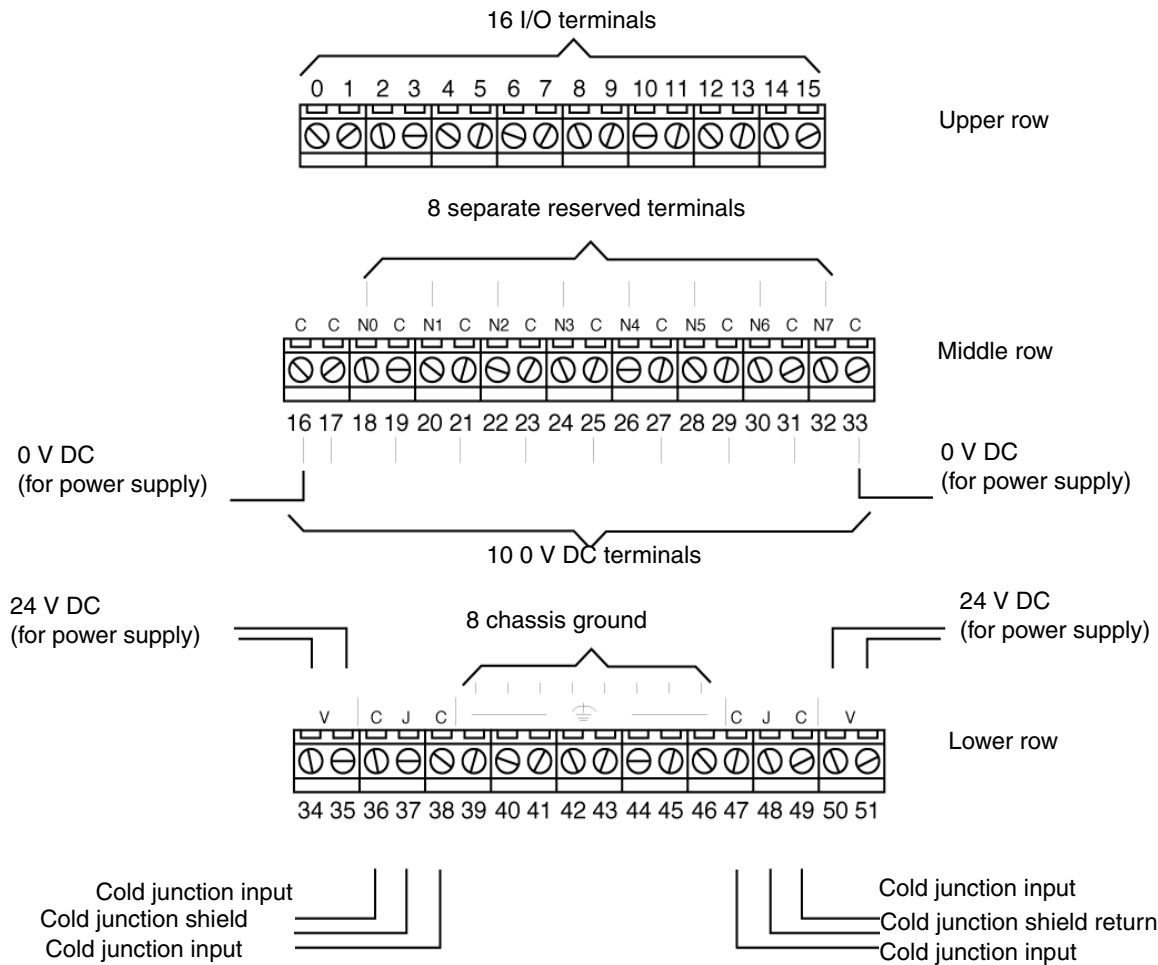 16 I/O terminals
0 1 2 3 4 5 6 7 8 9 10 11 12 13 14 15
Upper row
8 separate reserved terminals
C C N0 C N1 C N2 C N3 C N4 C N5 C N6 C N7 C
Middle row
16 17 18 19 20 21 22 23 24 25 26 27 28 29 30 31 32 33
0 V DC
(for power supply)
0 V DC
(for power supply)
10 0 V DC terminals
24 V DC
(for power supply)
8 chassis ground
24 V DC
(for power supply)
V C J C C J C V
Lower row
34 35 36 37 38 39 40 41 42 43 44 45 46 47 48 49 50 51
Cold junction input
Cold junction shield
Cold junction input
Cold junction input
Cold junction shield return
Cold junction input